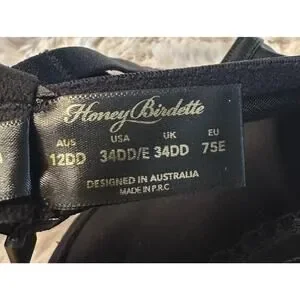 Honey Birdette
AUS USA UK EU
12DD 34DD/E 34DD 75E
DESIGNED IN AUSTRALIA
MADE IN P.R.C